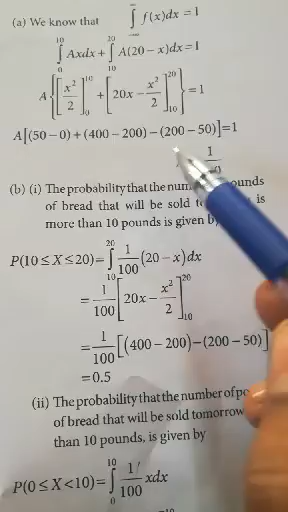 (a) We know that ∫ f(x)dx = 1
∫₀¹⁰ Axdx + ∫₁₀²⁰ A(20 − x)dx = 1
A{[x²/2]₀¹⁰ + [20x − x²/2]₁₀²⁰} = 1
A[(50 − 0) + (400 − 200) − (200 − 50)] = 1
1
(b) (i) The probability that the
of bread that will be sold is
more than 10 pounds is given
P(10 ≤ X ≤ 20) = ∫₁₀²⁰ 1/100 (20 − x)dx
= 1/100 [20x − x²/2]₁₀²⁰
= 1/100 [(400 − 200) − (200 − 50)]
= 0.5
(ii) The probability that the number of
of bread that will be sold tomorrow
than 10 pounds, is given by
P(0 ≤ X < 10) = ∫₀¹⁰ 1/100 xdx